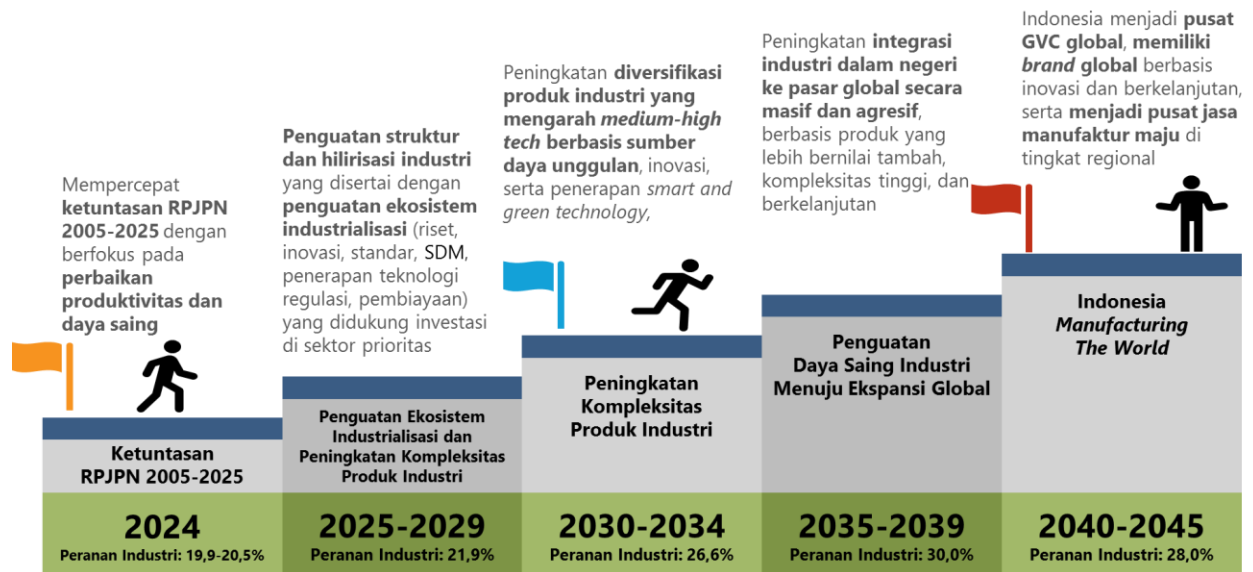 Mempercepat
ketuntasan RPJPN
2005-2025 dengan
berfokus pada
perbaikan
produktivitas dan
daya saing
Ketuntasan
RPJPN 2005-2025
2024
Peranan Industri: 19,9-20,5%
Penguatan struktur
dan hilirisasi industri
yang disertai dengan
penguatan ekosistem
industrialisasi (riset,
inovasi, standar, SDM,
penerapan teknologi
regulasi, pembiayaan)
yang didukung investasi
di sektor prioritas
Penguatan Ekosistem
Industrialisasi dan
Peningkatan Kompleksitas
Produk Industri
2025-2029
Peranan Industri: 21,9%
Peningkatan diversifikasi
produk industri yang
mengarah medium-high
tech berbasis sumber
daya unggulan, inovasi,
serta penerapan smart and
green technology,
Peningkatan
Kompleksitas
Produk Industri
2030-2034
Peranan Industri: 26,6%
Peningkatan integrasi
industri dalam negeri
ke pasar global secara
masif dan agresif,
berbasis produk yang
lebih bernilai tambah,
kompleksitas tinggi, dan
berkelanjutan
Penguatan
Daya Saing Industri
Menuju Ekspansi Global
2035-2039
Peranan Industri: 30,0%
Indonesia menjadi pusat
GVC global, memiliki
brand global berbasis
inovasi dan berkelanjutan,
serta menjadi pusat jasa
manufaktur maju di
tingkat regional
Indonesia
Manufacturing
The World
2040-2045
Peranan Industri: 28,0%